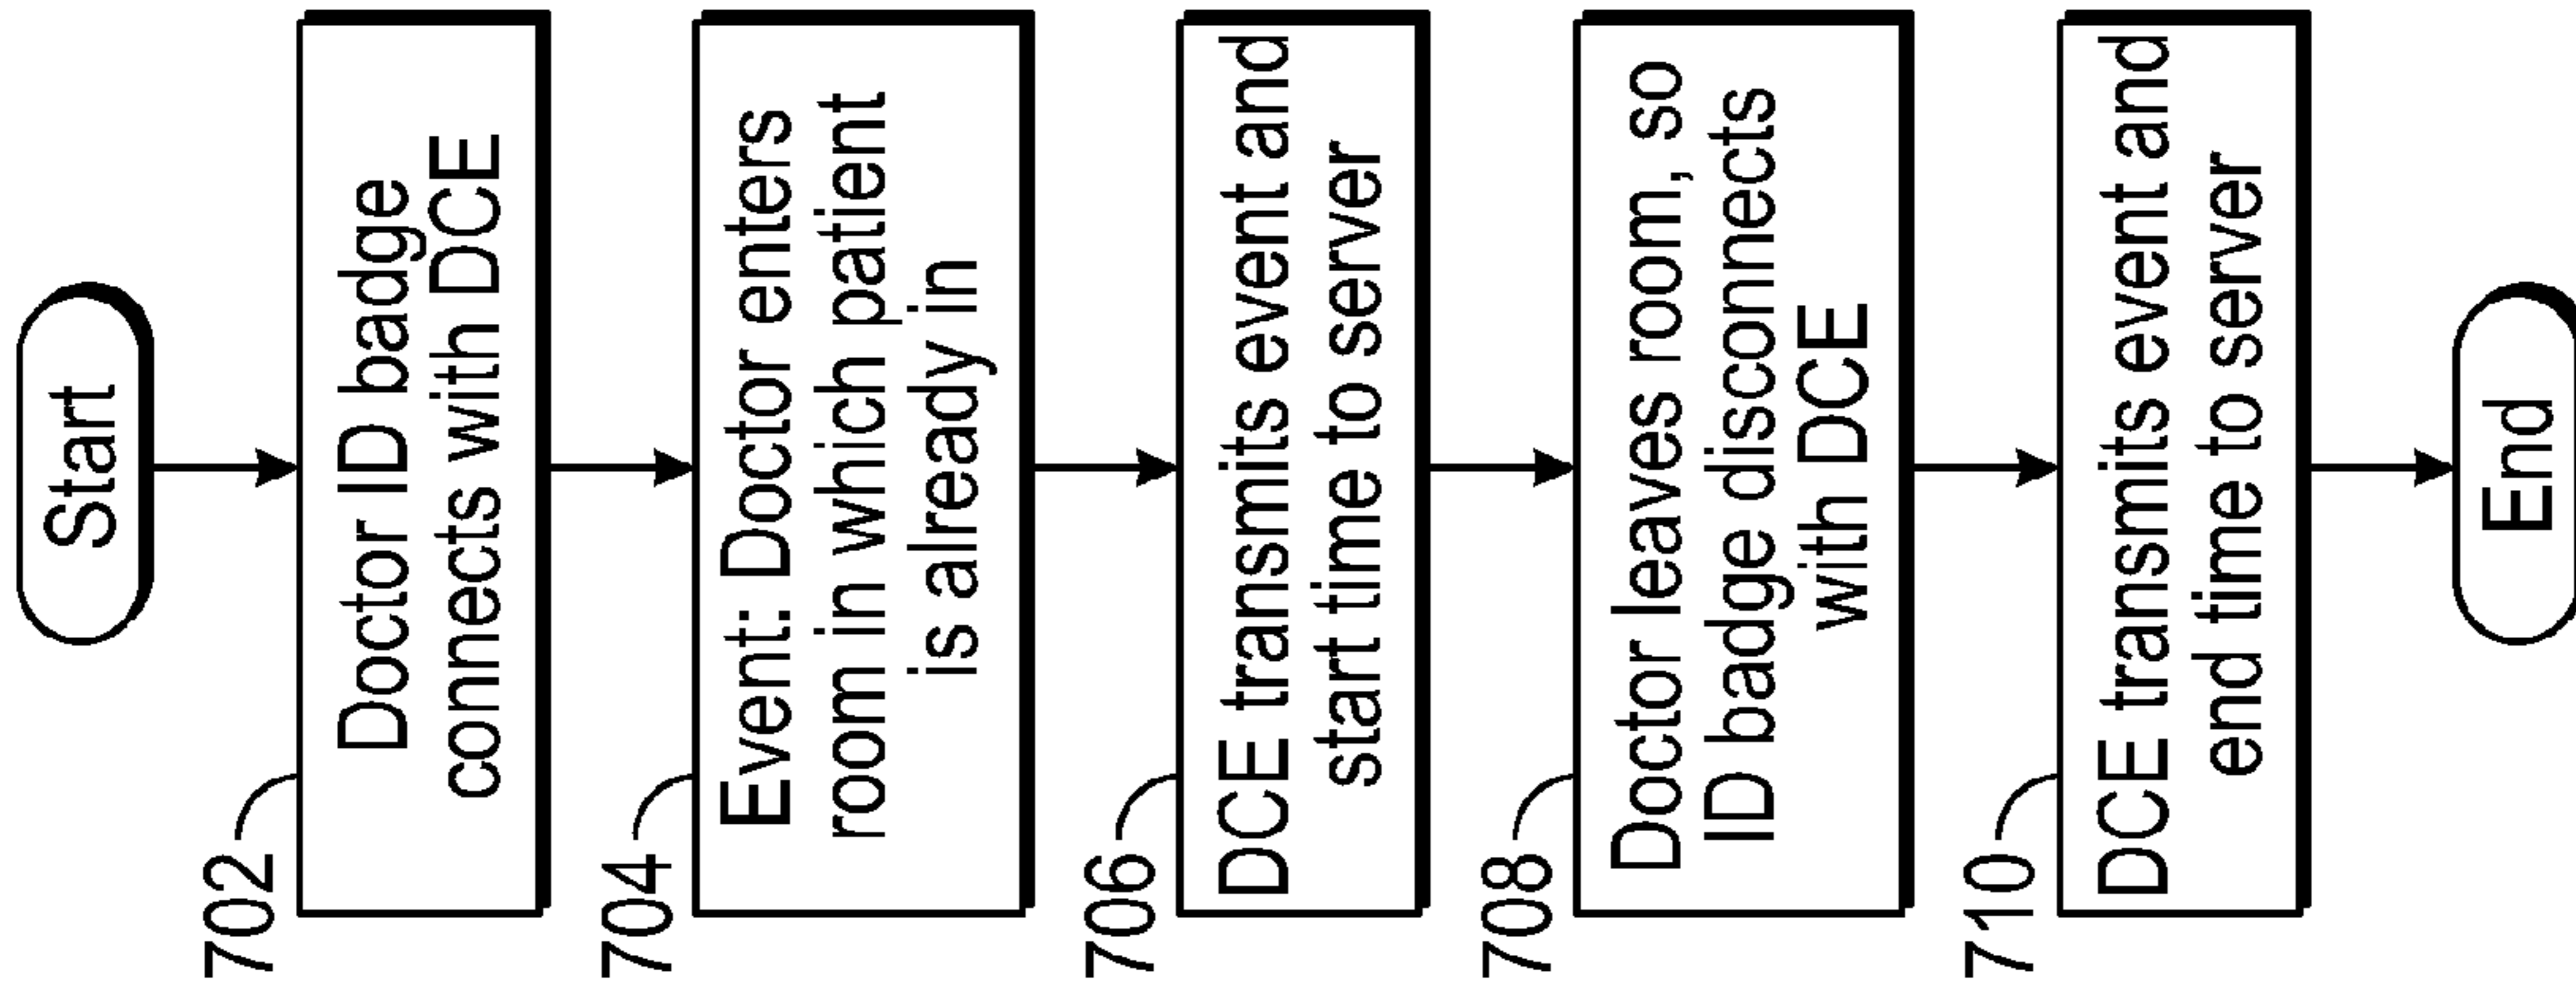 Start
702
Doctor ID badge
connects with DCE
704
Event: Doctor enters
room in which patient
is already in
706
DCE transmits event and
start time to server
708
Doctor leaves room, so
ID badge disconnects
with DCE
710
DCE transmits event and
end time to server
End